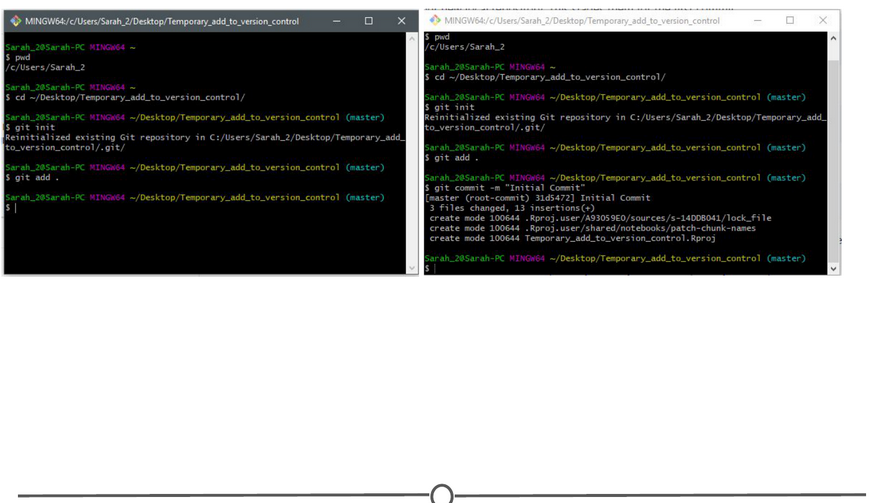 MINGW64:/c/Users/Sarah_2/Desktop/Temporary_add_to_version_control
Sarah_2@Sarah-PC MINGW64 ~
$ pwd
/c/Users/Sarah_2
Sarah_2@Sarah-PC MINGW64 ~
$ cd ~/Desktop/Temporary_add_to_version_control/
Sarah_2@Sarah-PC MINGW64 ~/Desktop/Temporary_add_to_version_control (master)
$ git init
Reinitialized existing Git repository in C:/Users/Sarah_2/Desktop/Temporary_add_
to_version_control/.git/
Sarah_2@Sarah-PC MINGW64 ~/Desktop/Temporary_add_to_version_control (master)
$ git add .
Sarah_2@Sarah-PC MINGW64 ~/Desktop/Temporary_add_to_version_control (master)
$
MINGW64:/c/Users/Sarah_2/Desktop/Temporary_add_to_version_control
$ pwd
/c/Users/Sarah_2
Sarah_2@Sarah-PC MINGW64 ~
$ cd ~/Desktop/Temporary_add_to_version_control/
Sarah_2@Sarah-PC MINGW64 ~/Desktop/Temporary_add_to_version_control (master)
$ git init
Reinitialized existing Git repository in C:/Users/Sarah_2/Desktop/Temporary_add_
to_version_control/.git/
Sarah_2@Sarah-PC MINGW64 ~/Desktop/Temporary_add_to_version_control (master)
$ git add .
Sarah_2@Sarah-PC MINGW64 ~/Desktop/Temporary_add_to_version_control (master)
$ git commit -m "Initial Commit"
[master (root-commit) 31d5472] Initial Commit
3 files changed, 13 insertions(+)
create mode 100644 .Rproj.user/A93059E0/sources/s-14DDB041/lock_file
create mode 100644 .Rproj.user/shared/notebooks/patch-chunk-names
create mode 100644 Temporary_add_to_version_control.Rproj
Sarah_2@Sarah-PC MINGW64 ~/Desktop/Temporary_add_to_version_control (master)
$